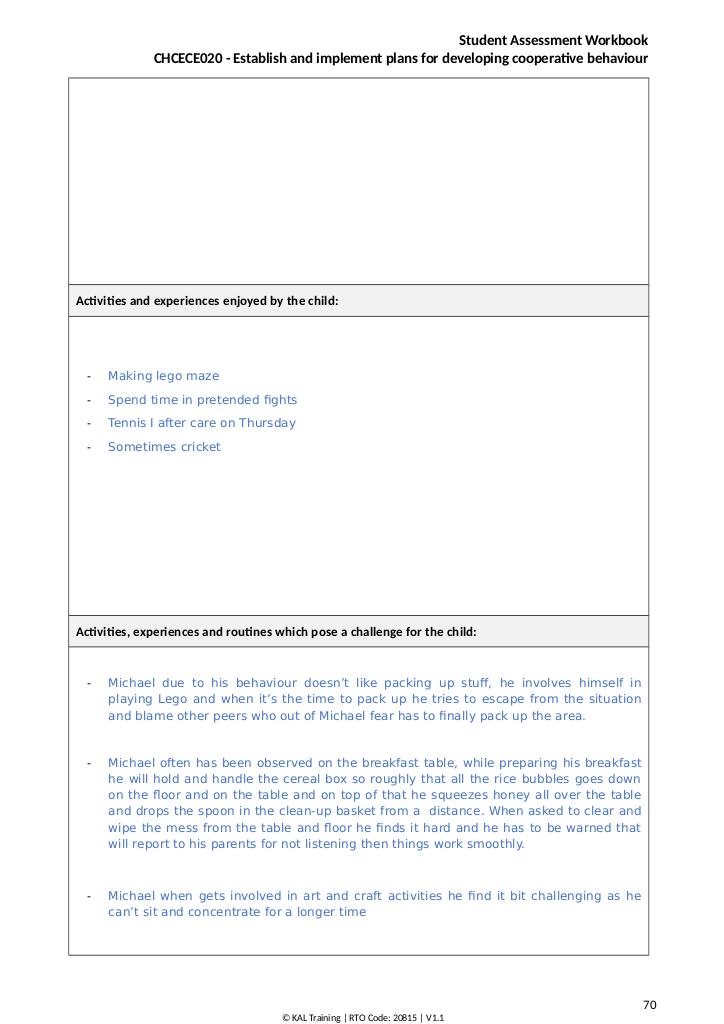 Student Assessment Workbook
CHCECE020 - Establish and implement plans for developing cooperative behaviour
Activities and experiences enjoyed by the child:
- Making lego maze
- Spend time in pretended fights
- Tennis I after care on Thursday
- Sometimes cricket
Activities, experiences and routines which pose a challenge for the child:
- Michael due to his behaviour doesn’t like packing up stuff, he involves himself in
playing Lego and when it’s the time to pack up he tries to escape from the situation
and blame other peers who out of Michael fear has to finally pack up the area.
- Michael often has been observed on the breakfast table, while preparing his breakfast
he will hold and handle the cereal box so roughly that all the rice bubbles goes down
on the floor and on the table and on top of that he squeezes honey all over the table
and drops the spoon in the clean-up basket from a  distance. When asked to clear and
wipe the mess from the table and floor he finds it hard and he has to be warned that
will report to his parents for not listening then things work smoothly.
- Michael when gets involved in art and craft activities he find it bit challenging as he
can’t sit and concentrate for a longer time
70
© KAL Training | RTO Code: 20815 | V1.1